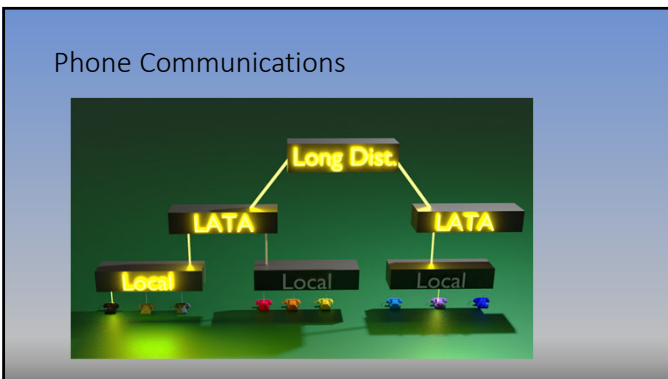 Phone Communications
Long Dist.
LATA
LATA
Local
Local
Local